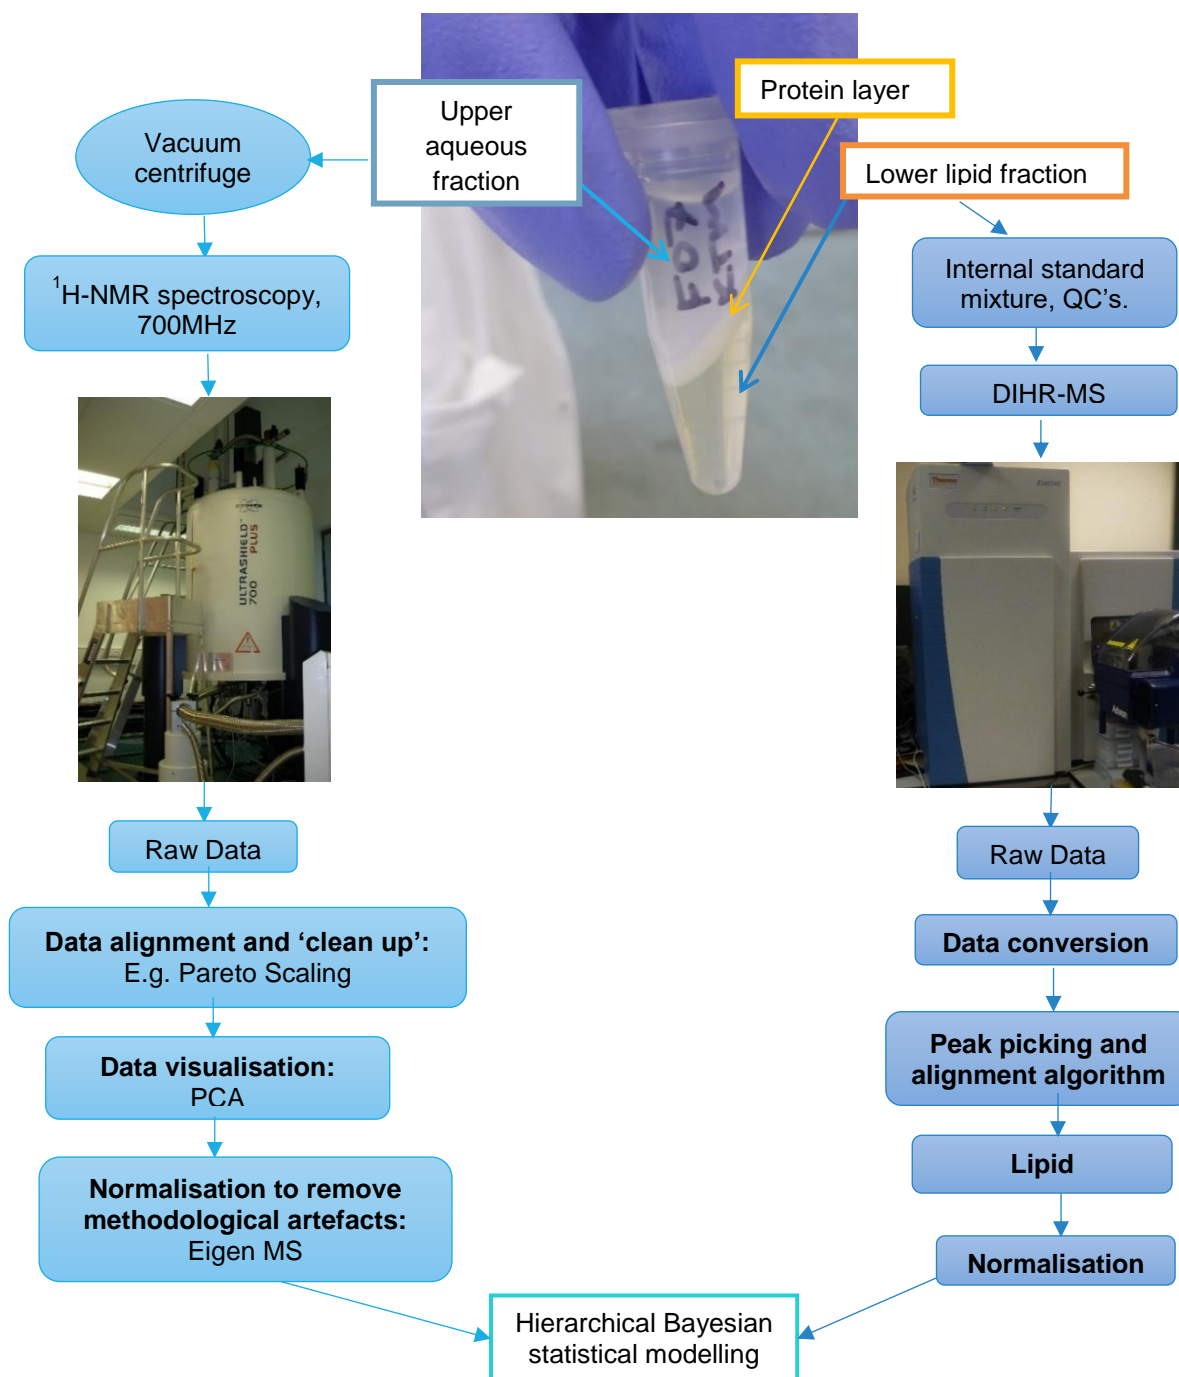 Upper
aqueous
fraction
Protein layer
Lower lipid fraction
Vacuum
centrifuge
¹H-NMR spectroscopy,
700MHz
ULTRASHIELD™
700 PLUS
Raw Data
Data alignment and ‘clean up’:
E.g. Pareto Scaling
Data visualisation:
PCA
Normalisation to remove
methodological artefacts:
Eigen MS
Internal standard
mixture, QC's.
DIHR-MS
Thermo
Raw Data
Data conversion
Peak picking and
alignment algorithm
Lipid
Normalisation
Hierarchical Bayesian
statistical modelling